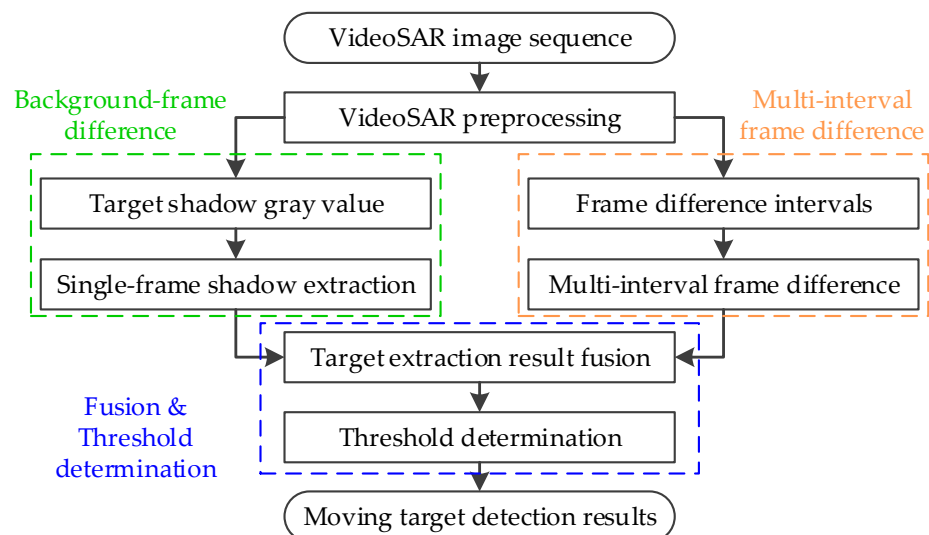 VideoSAR image sequence
Background-frame
difference
VideoSAR preprocessing
Multi-interval
frame difference
Target shadow gray value
Frame difference intervals
Single-frame shadow extraction
Multi-interval frame difference
Target extraction result fusion
Fusion &
Threshold
determination
Threshold determination
Moving target detection results